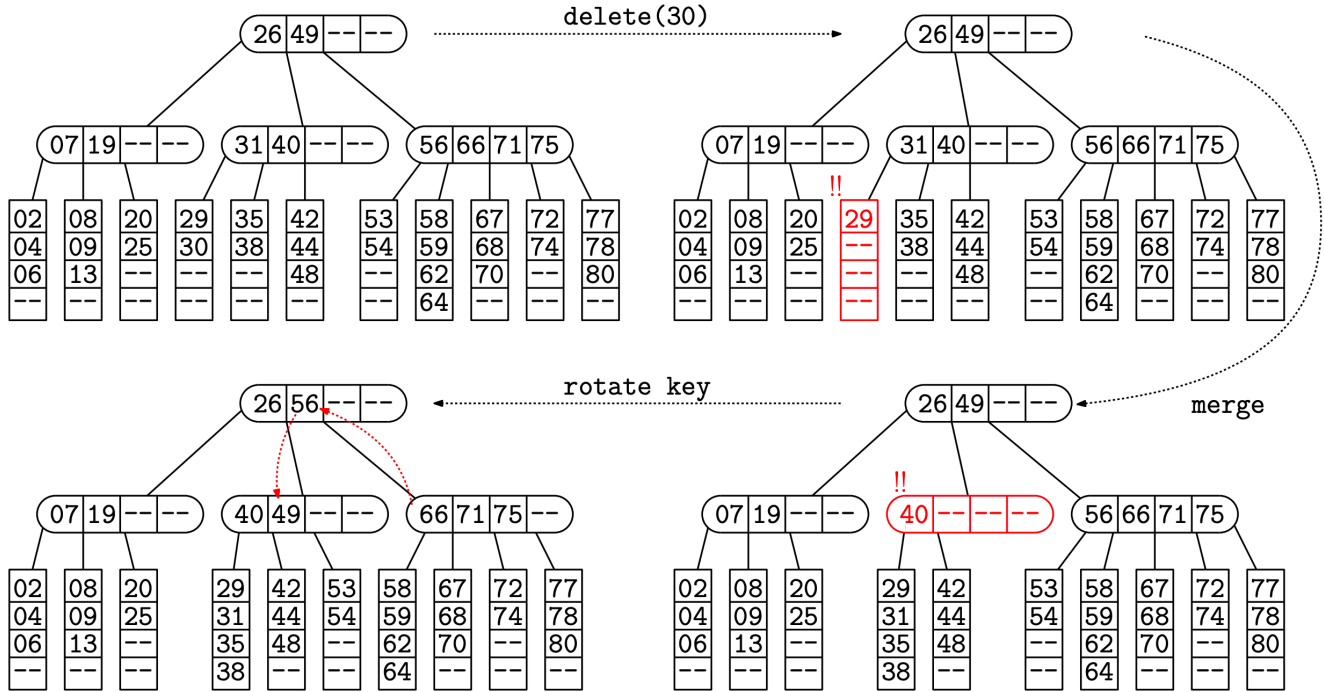 delete(30)
26 49 -- --
26 49 -- --
07 19 -- --
31 40 -- --
56 66 71 75
07 19 -- --
31 40 -- --
56 66 71 75
!!
02 08 20 29 35 42 53 58 67 72 77
04 09 25 30 38 44 54 59 68 74 78
06 13 -- -- -- 48 -- 62 70 -- 80
-- -- -- -- -- -- -- 64 -- -- --
02 08 20 29 35 42 53 58 67 72 77
04 09 25 -- 38 44 54 59 68 74 78
06 13 -- -- -- 48 -- 62 70 -- 80
-- -- -- -- -- -- -- 64 -- -- --
rotate key
merge
26 56 -- --
26 49 -- --
!!
07 19 -- --
40 49 -- --
66 71 75 --
07 19 -- --
40 -- -- --
56 66 71 75
02 08 20 29 42 53 58 67 72 77
04 09 25 31 44 54 59 68 74 78
06 13 -- 35 48 -- 62 70 -- 80
-- -- -- 38 -- -- 64 -- -- --
02 08 20 29 42 53 58 67 72 77
04 09 25 31 44 54 59 68 74 78
06 13 -- 35 48 -- 62 70 -- 80
-- -- -- 38 -- -- 64 -- -- --